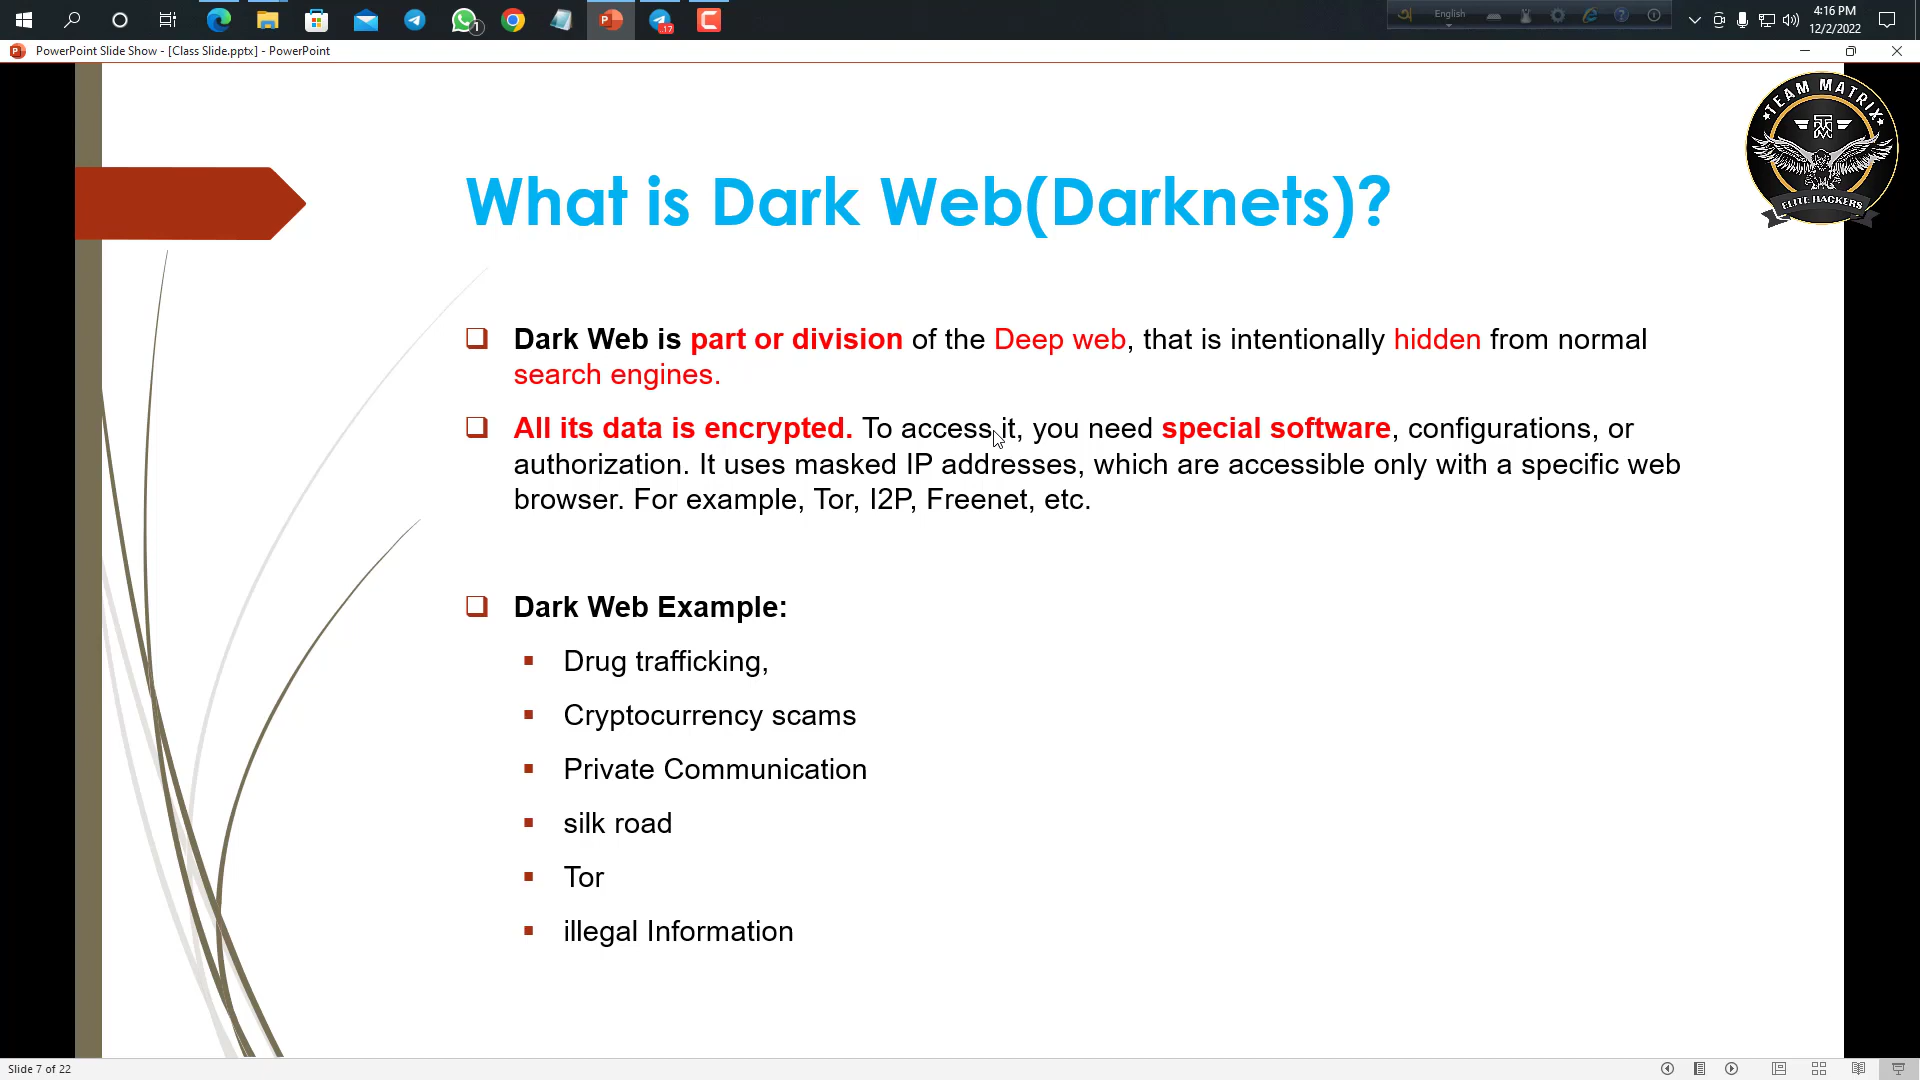 English
4:16 PM
12/2/2022
PowerPoint Slide Show - [Class Slide.pptx] - PowerPoint
TEAM MATRIX
ELITE HACKERS
What is Dark Web(Darknets)?
Dark Web is part or division of the Deep web, that is intentionally hidden from normal
search engines.
All its data is encrypted. To access it, you need special software, configurations, or
authorization. It uses masked IP addresses, which are accessible only with a specific web
browser. For example, Tor, I2P, Freenet, etc.
Dark Web Example:
Drug trafficking,
Cryptocurrency scams
Private Communication
silk road
Tor
illegal Information
Slide 7 of 22